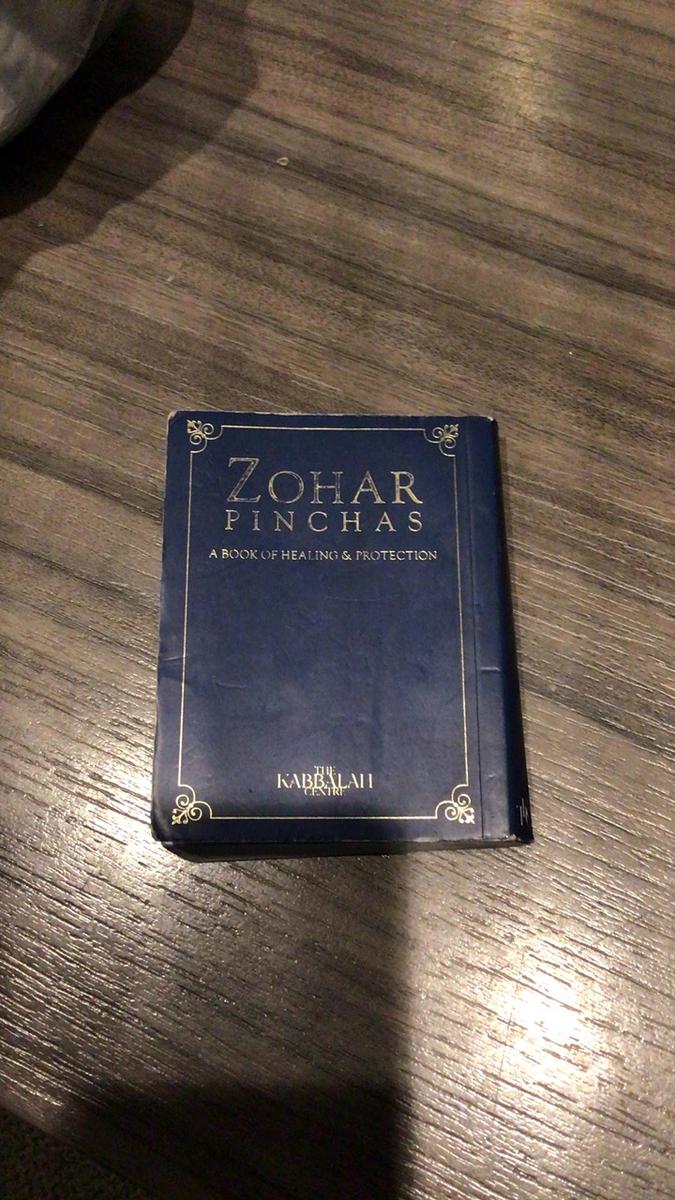 ZOHAR
PINCHAS
A BOOK OF HEALING & PROTECTION
THE
KABBALAH
CENTRE